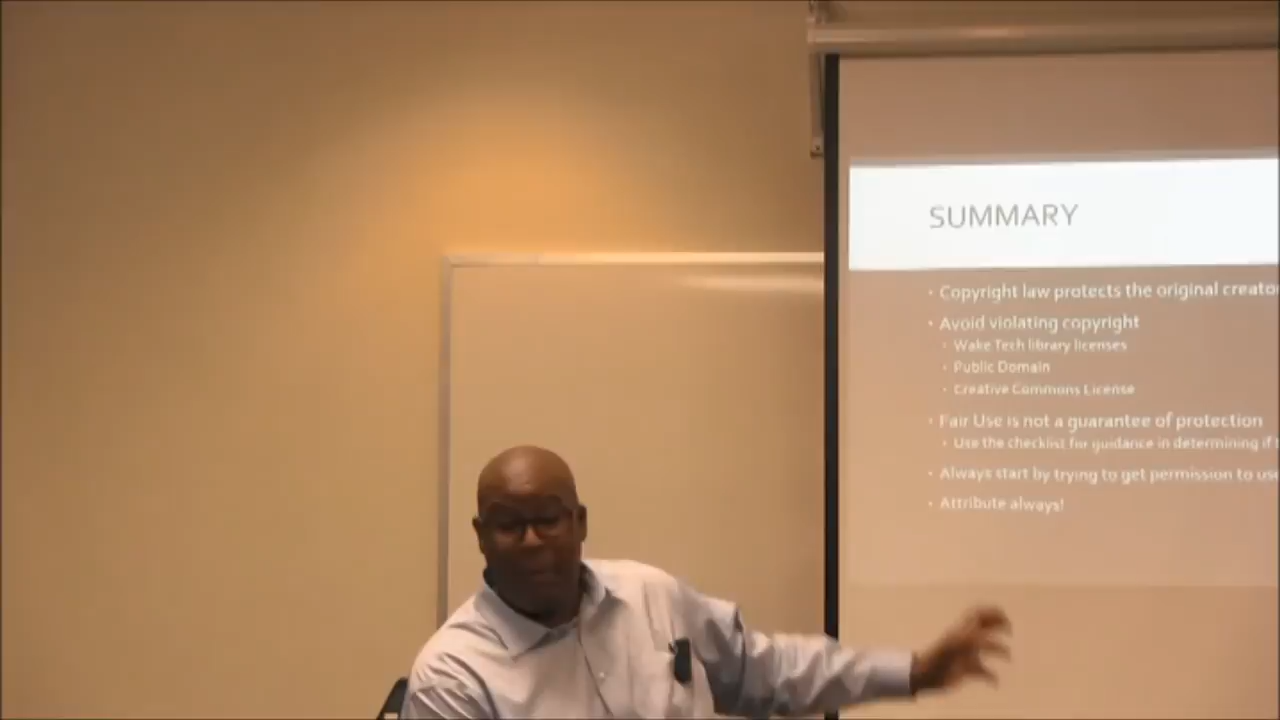 SUMMARY
• Copyright law protects the original creator
• Avoid violating copyright
• Wake Tech library licenses
• Public Domain
• Creative Commons License
• Fair Use is not a guarantee of protection
• Use the checklist for guidance in determining if
• Always start by trying to get permission to use
• Attribute always!